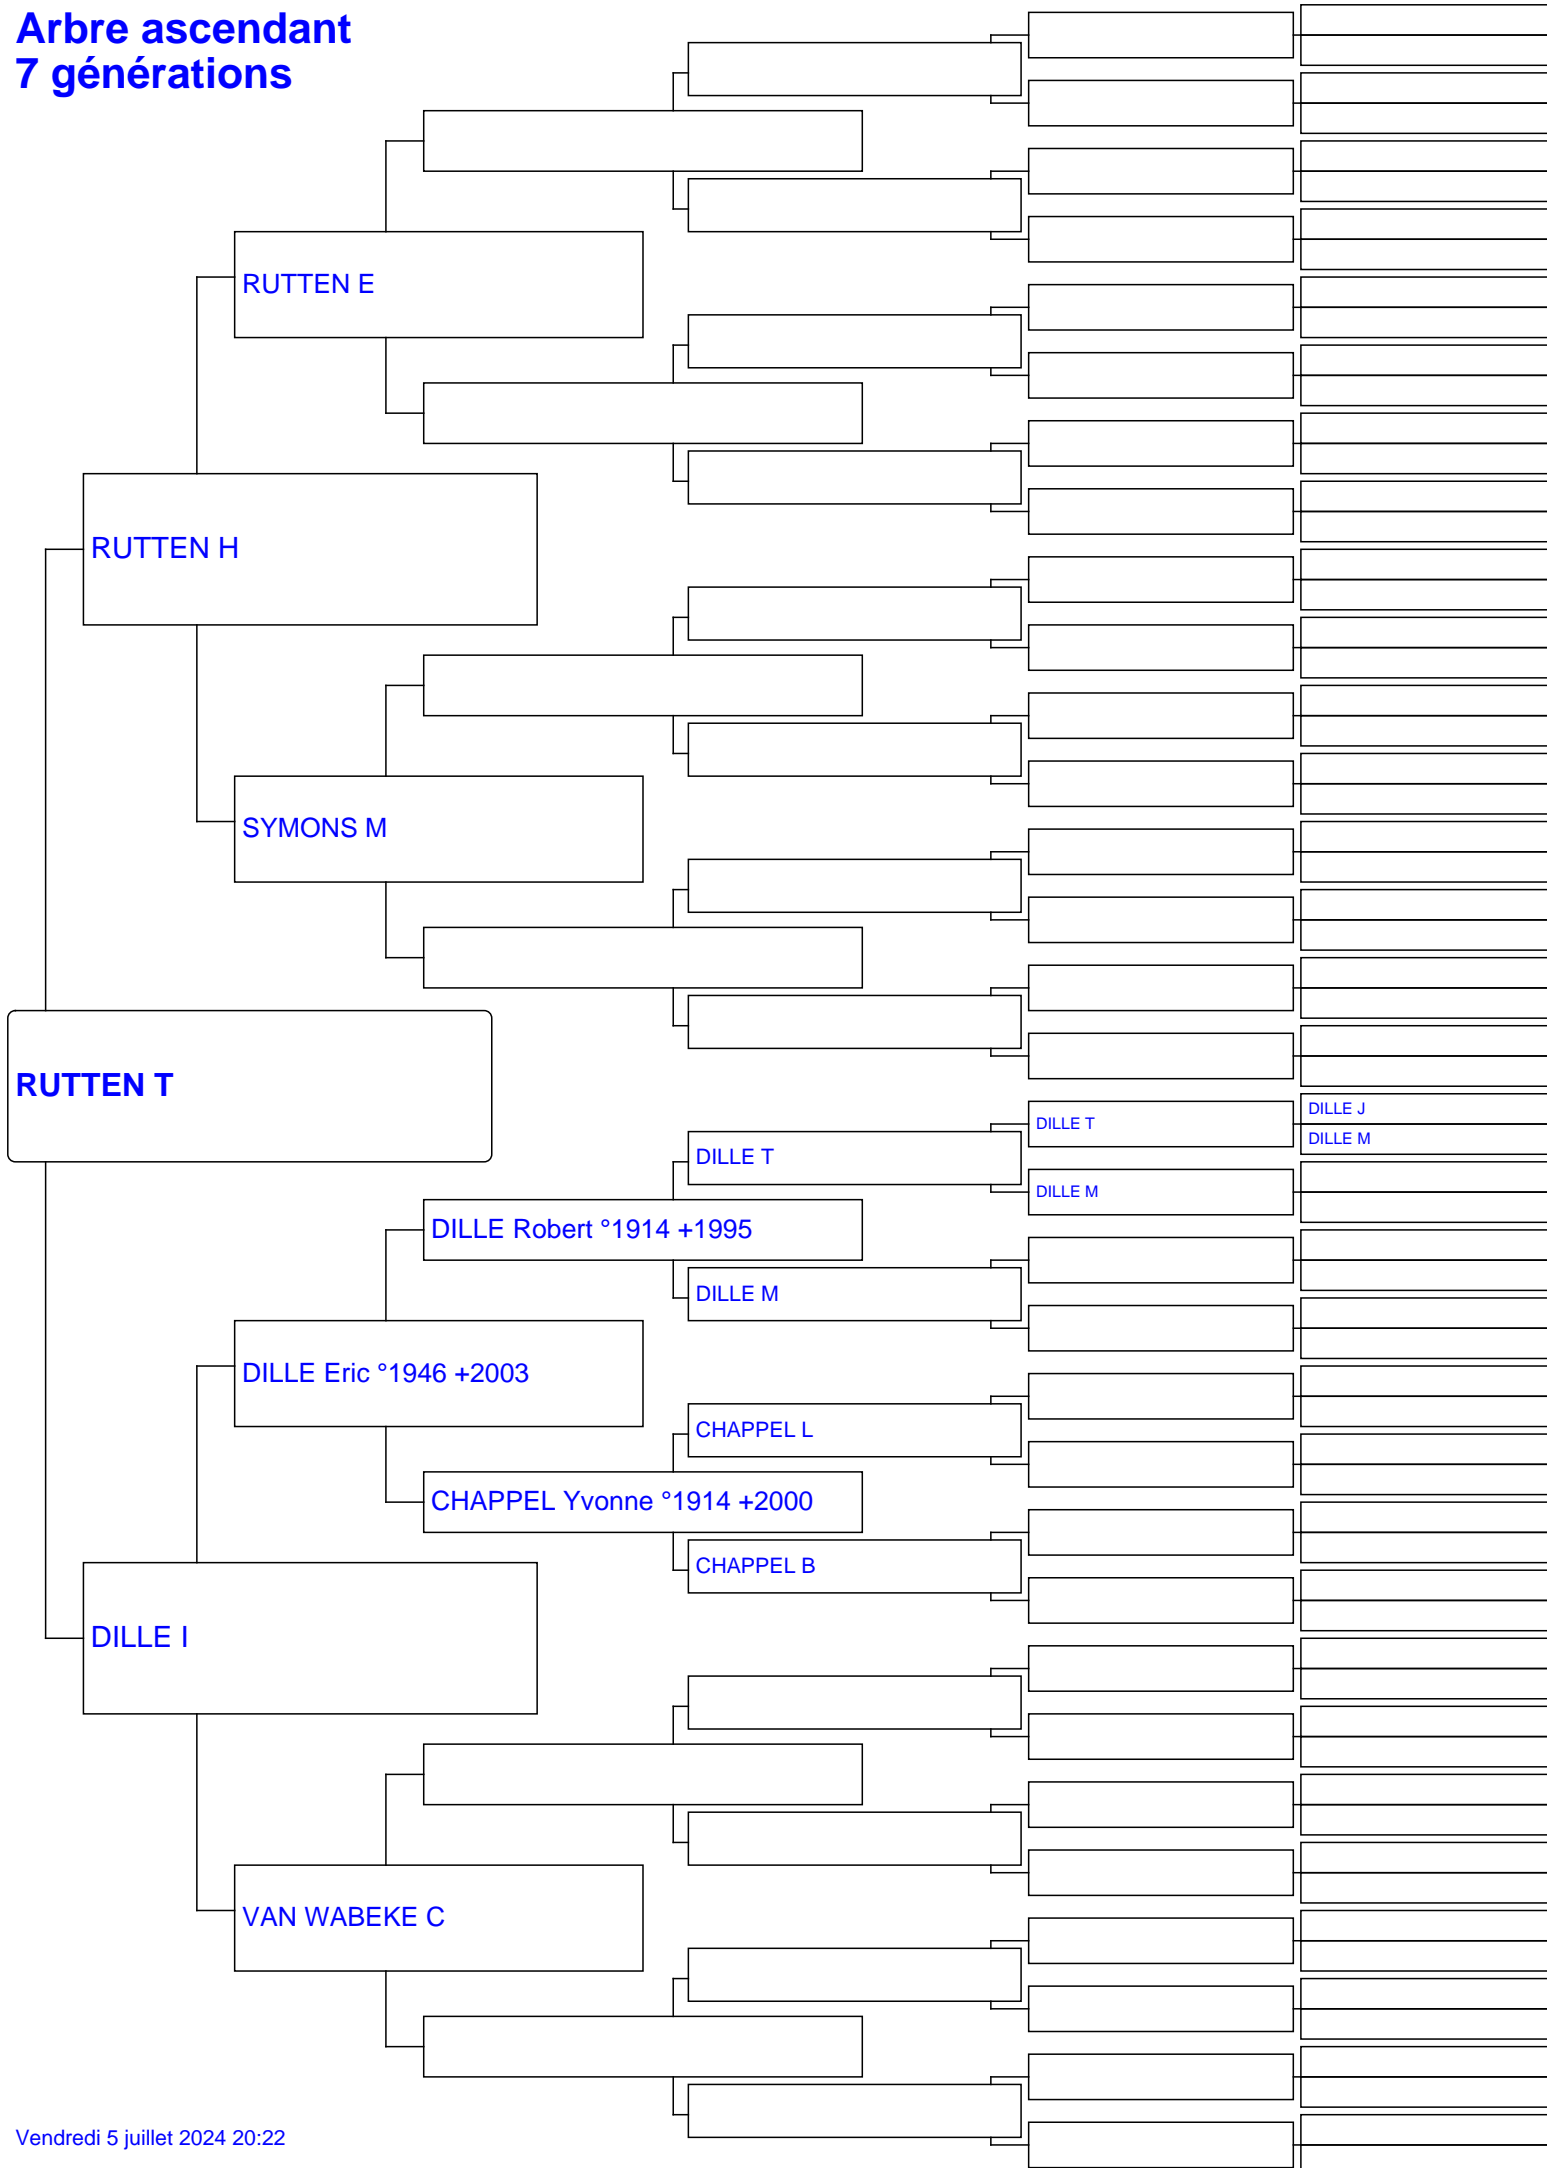 Arbre ascendant
7 générations
RUTTEN E
RUTTEN H
SYMONS M
RUTTEN T
DILLE J
DILLE T
DILLE M
DILLE T
DILLE M
DILLE Robert °1914 +1995
DILLE M
DILLE Eric °1946 +2003
CHAPPEL L
CHAPPEL Yvonne °1914 +2000
CHAPPEL B
DILLE I
VAN WABEKE C
Vendredi 5 juillet 2024 20:22